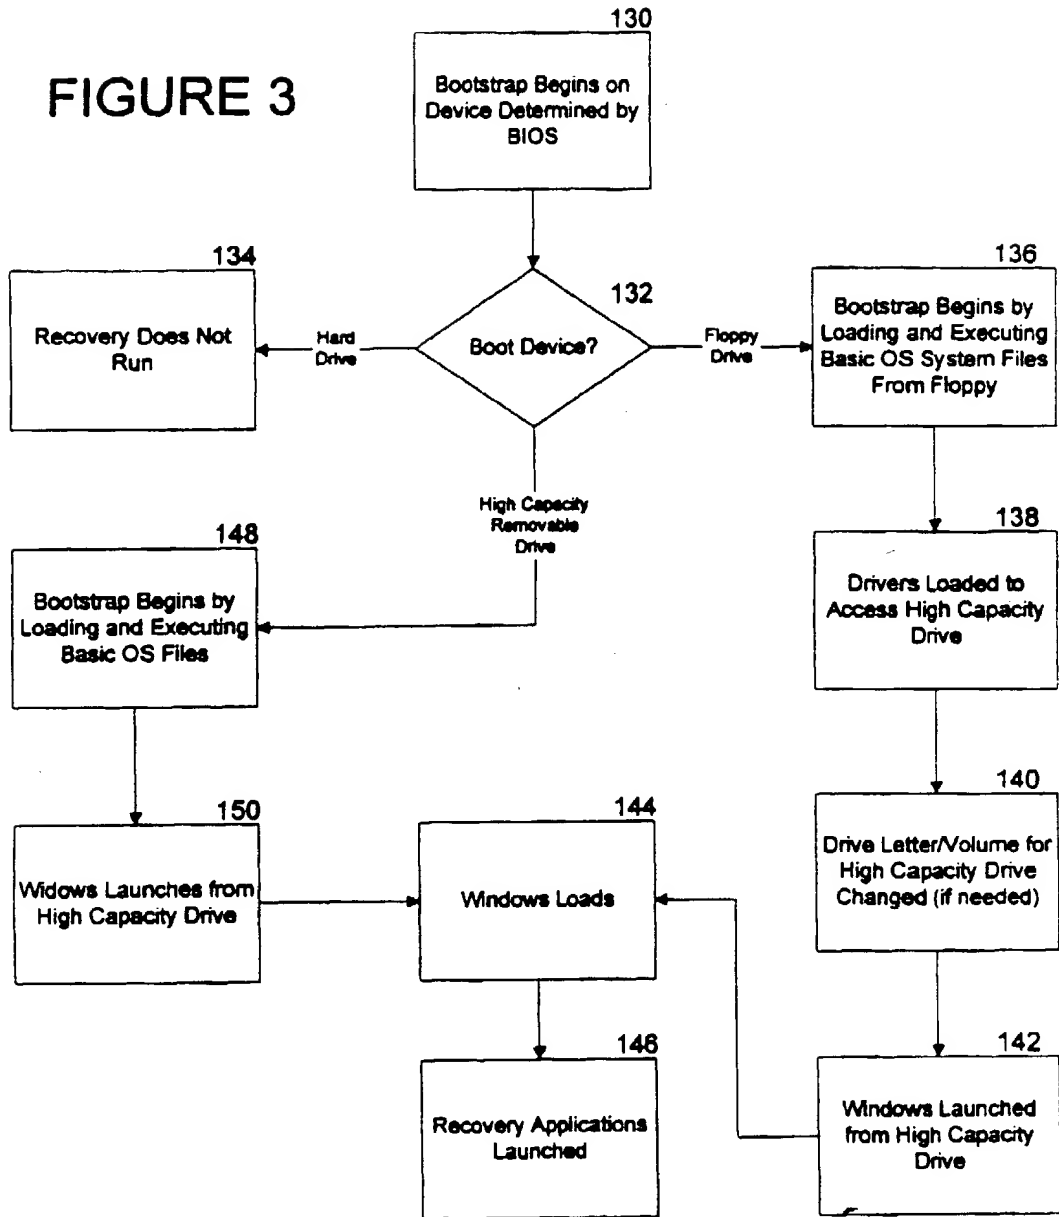 FIGURE 3
130
Bootstrap Begins on
Device Determined by
BIOS
134
Recovery Does Not
Run
Hard
Drive
132
Boot Device?
Floppy
Drive
136
Bootstrap Begins by
Loading and Executing
Basic OS System Files
From Floppy
High Capacity
Removable
Drive
138
Drivers Loaded to
Access High Capacity
Drive
148
Bootstrap Begins by
Loading and Executing
Basic OS Files
140
Drive Letter/Volume for
High Capacity Drive
Changed (if needed)
150
Widows Launches from
High Capacity Drive
144
Windows Loads
142
Windows Launched
from High Capacity
Drive
146
Recovery Applications
Launched